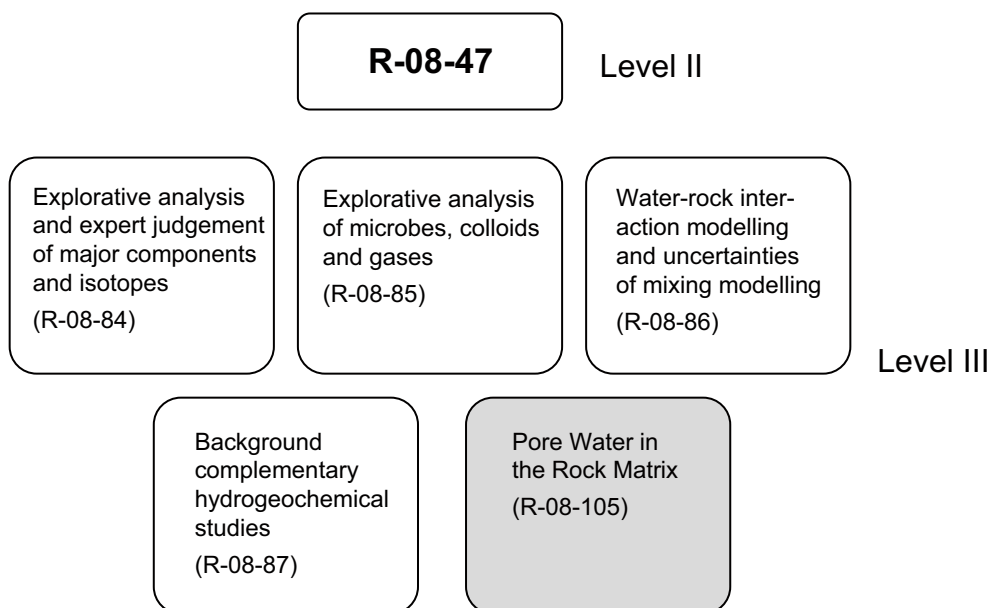 R-08-47
Level II
Explorative analysis
and expert judgement
of major components
and isotopes
(R-08-84)
Explorative analysis
of microbes, colloids
and gases
(R-08-85)
Water-rock inter-
action modelling
and uncertainties
of mixing modelling
(R-08-86)
Level III
Background
complementary
hydrogeochemical
studies
(R-08-87)
Pore Water in
the Rock Matrix
(R-08-105)